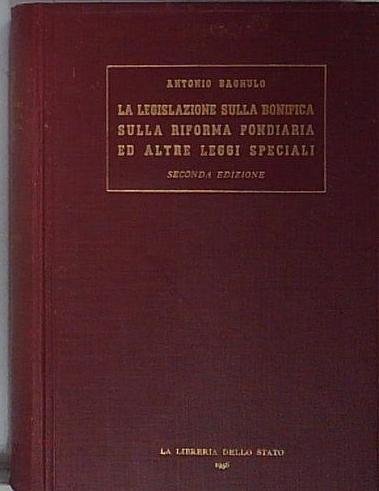 ANTONIO BAGNULO
LA LEGISLAZIONE SULLA BONIFICA
SULLA RIFORMA FONDIARIA
ED ALTRE LEGGI SPECIALI
SECONDA EDIZIONE
LA LIBRERIA DELLO STATO
1956